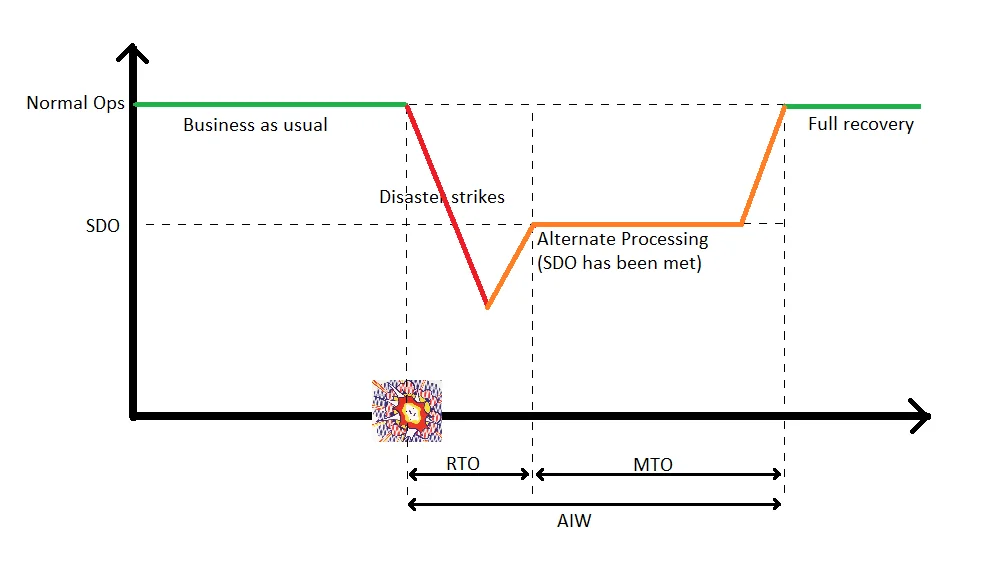 Normal Ops
Business as usual
Full recovery
Disaster strikes
SDO
Alternate Processing
(SDO has been met)
RTO
MTO
AIW